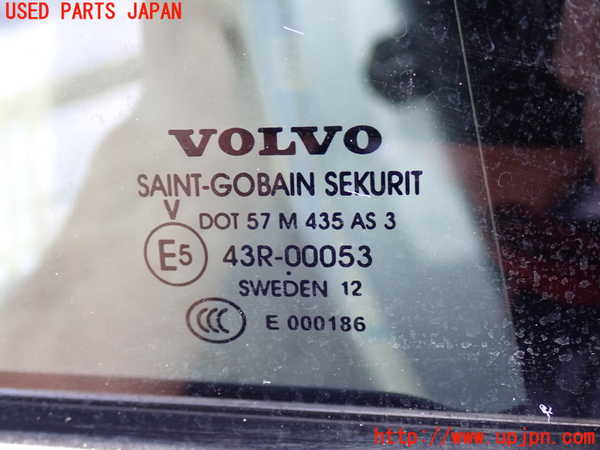 USED PARTS JAPAN
VOLVO
SAINT-GOBAIN SEKURIT
V
DOT 57 M 435 AS 3
E5 43R-00053
SWEDEN 12
CCC E 000186
http://www.upjpn.com/